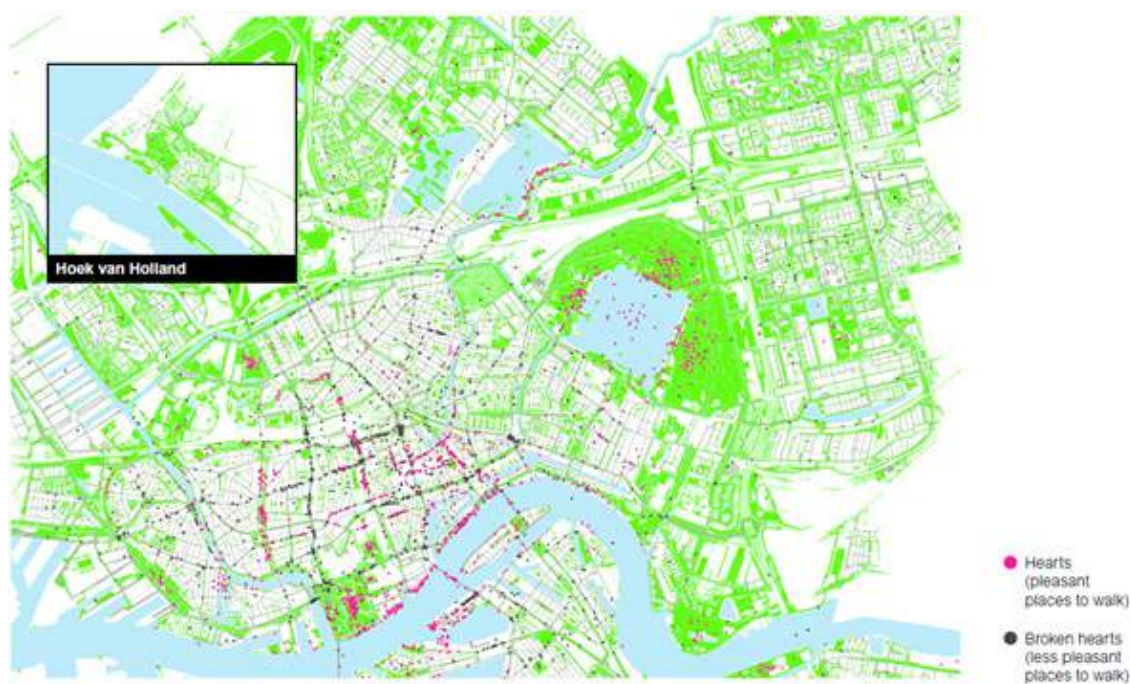 Hoek van Holland
Hearts
(pleasant
places to walk)
Broken hearts
(less pleasant
places to walk)